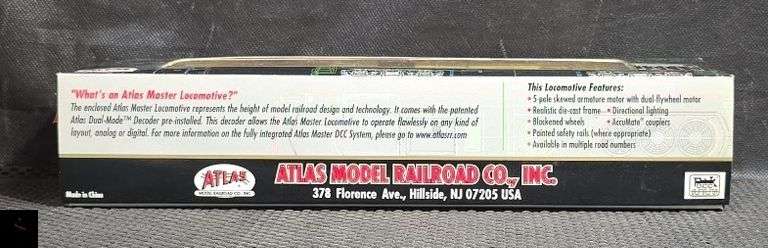 "What's an Atlas Master Locomotive?"
The enclosed Atlas Master Locomotive represents the height of model railroad design and technology. It comes with the patented
Atlas Dual-Mode™ Decoder pre-installed. This decoder allows the Atlas Master Locomotive to operate flawlessly on any kind of
layout, analog or digital. For more information on the fully integrated Atlas Master DCC System, please go to www.atlasrr.com
This Locomotive Features:
• 5-pole skewed armature motor with dual-flywheel motor
• Realistic die-cast frame • Directional lighting
• Blackened wheels • AccuMate® couplers
• Painted safety rails (where appropriate)
• Available in multiple road numbers
Made in China
ATLAS
MODEL RAILROAD CO., INC.
ATLAS MODEL RAILROAD CO., INC.
378 Florence Ave., Hillside, NJ 07205 USA
DCC